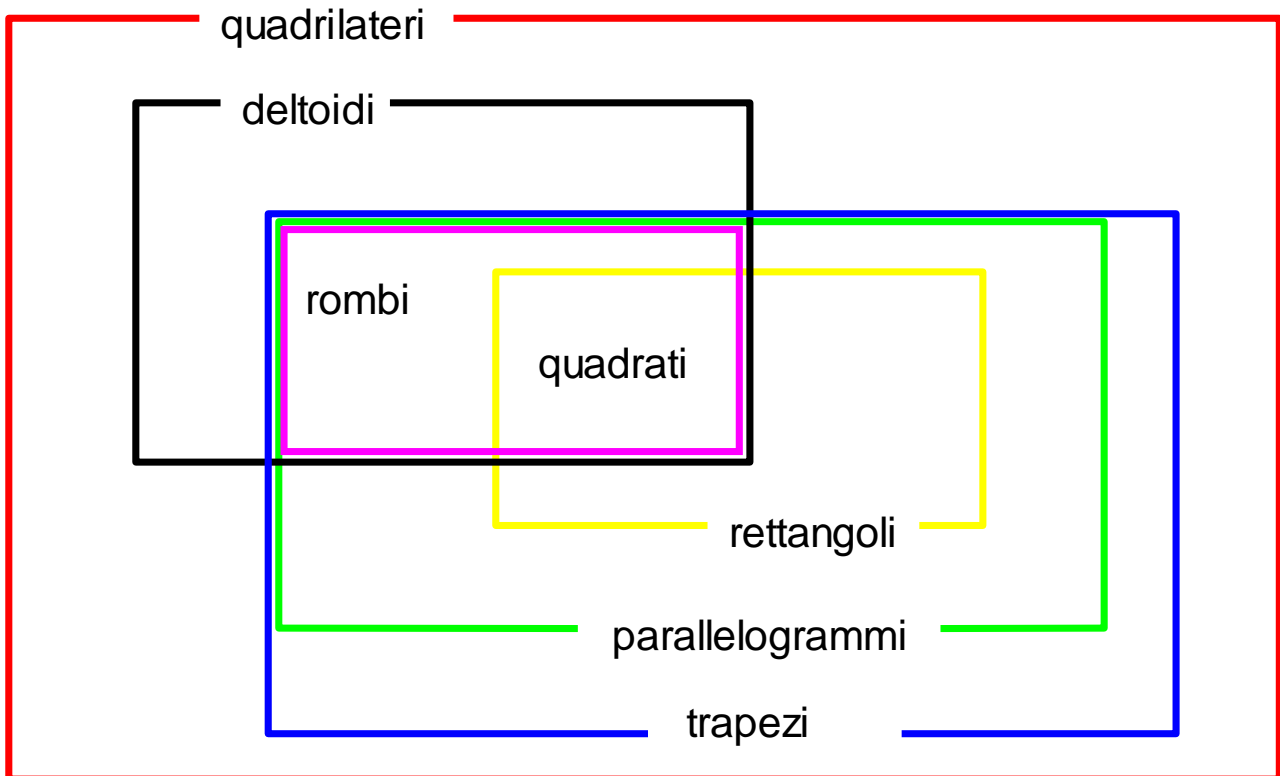 quadrilateri
deltoidi
rombi
quadrati
rettangoli
parallelogrammi
trapezi